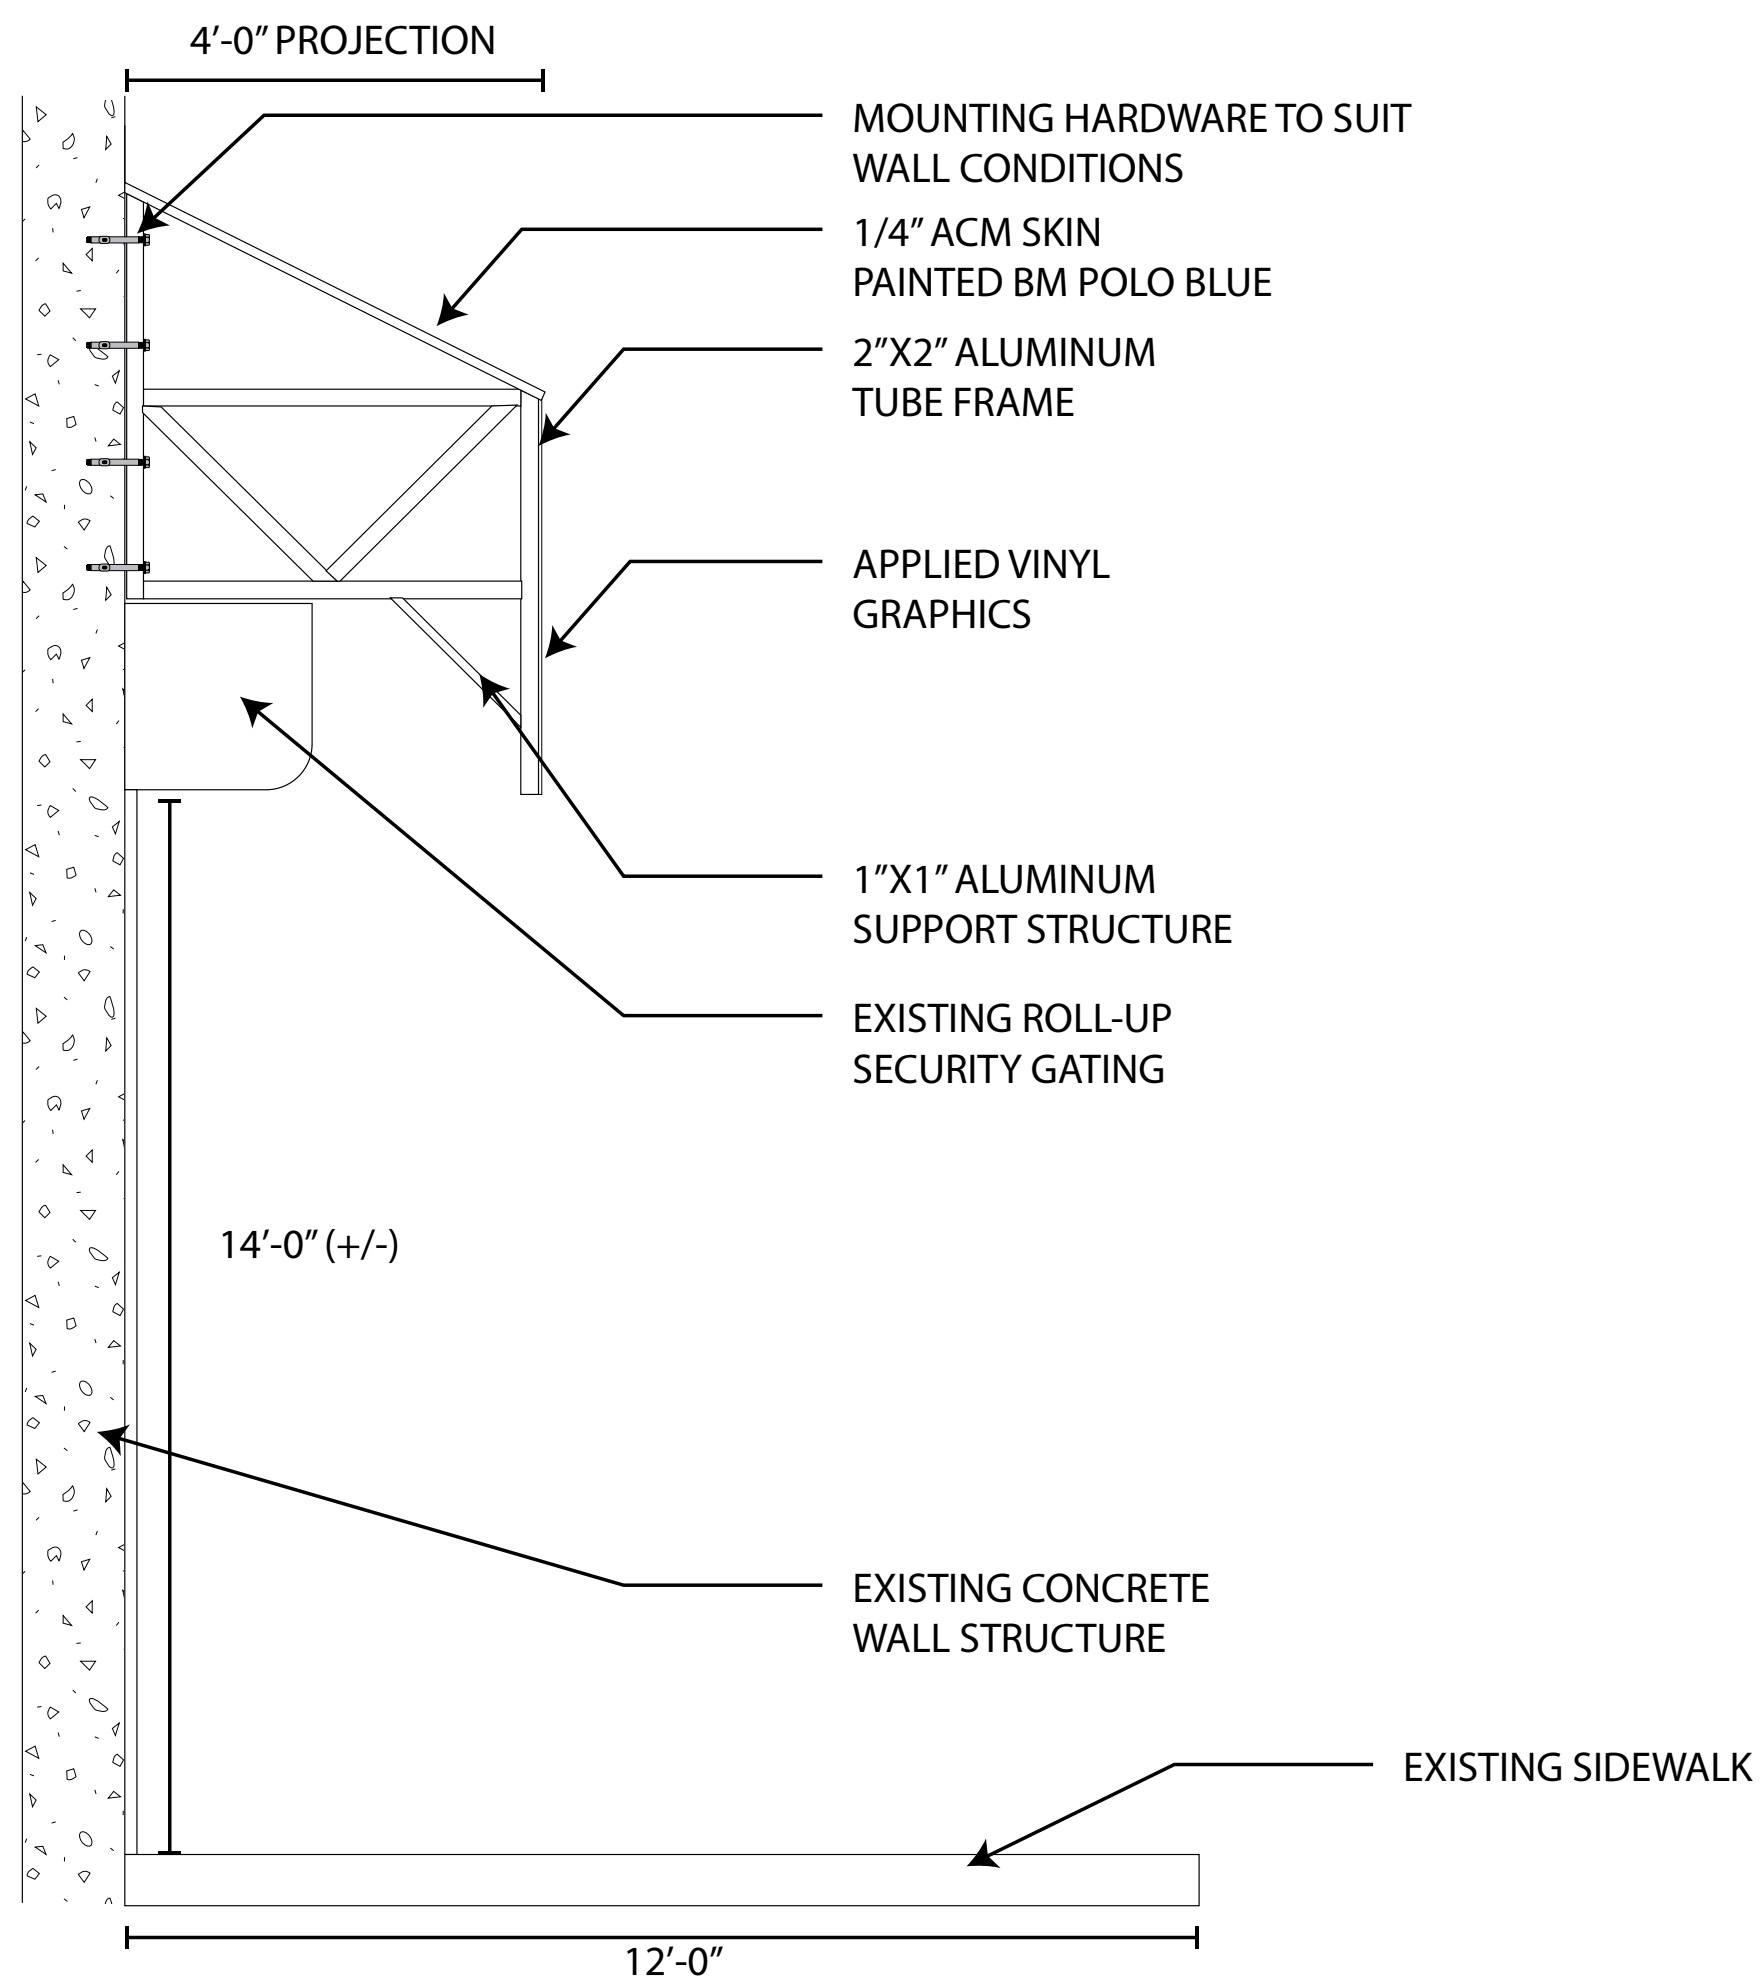 4’-0” PROJECTION
MOUNTING HARDWARE TO SUIT
WALL CONDITIONS
1/4” ACM SKIN
PAINTED BM POLO BLUE
2”X2” ALUMINUM
TUBE FRAME
APPLIED VINYL
GRAPHICS
1”X1” ALUMINUM
SUPPORT STRUCTURE
EXISTING ROLL-UP
SECURITY GATING
14’-0” (+/-)
EXISTING CONCRETE
WALL STRUCTURE
EXISTING SIDEWALK
12’-0”